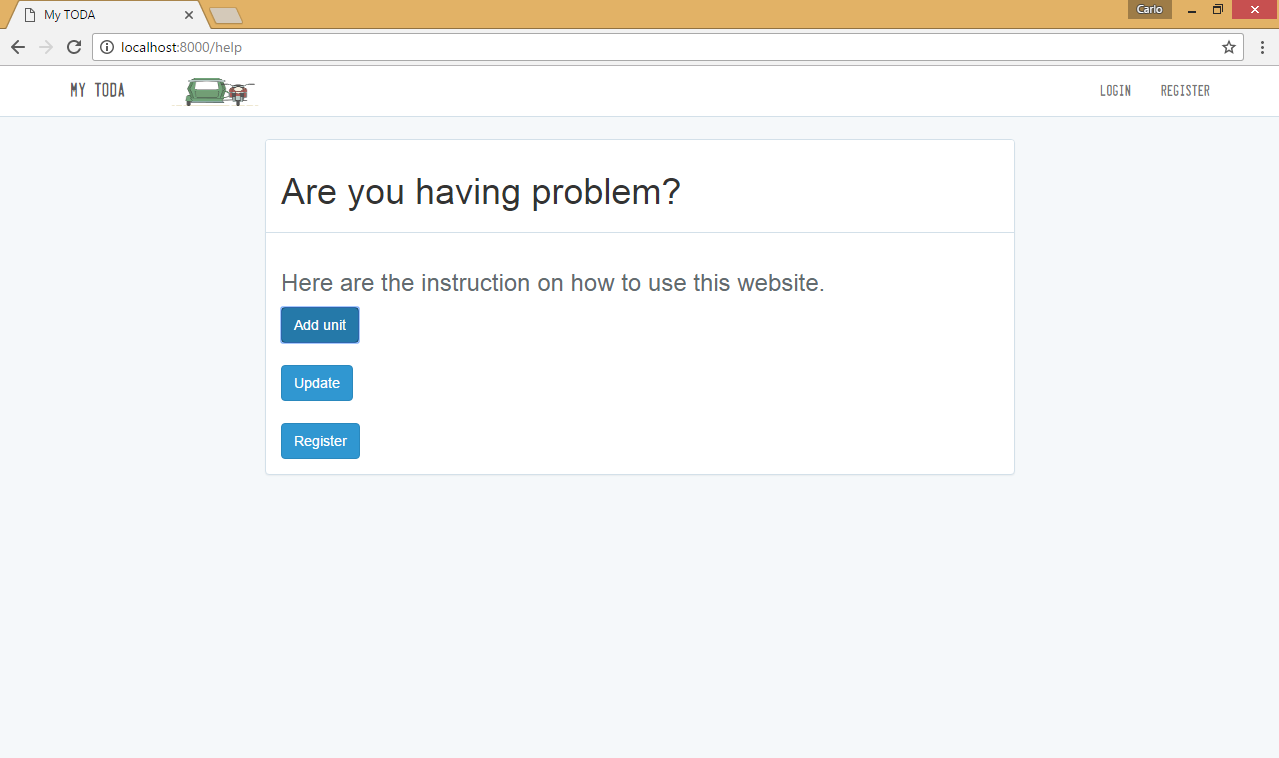 My TODA
Carlo
localhost:8000/help
MY TODA
LOGIN
REGISTER
Are you having problem?
Here are the instruction on how to use this website.
Add unit
Update
Register